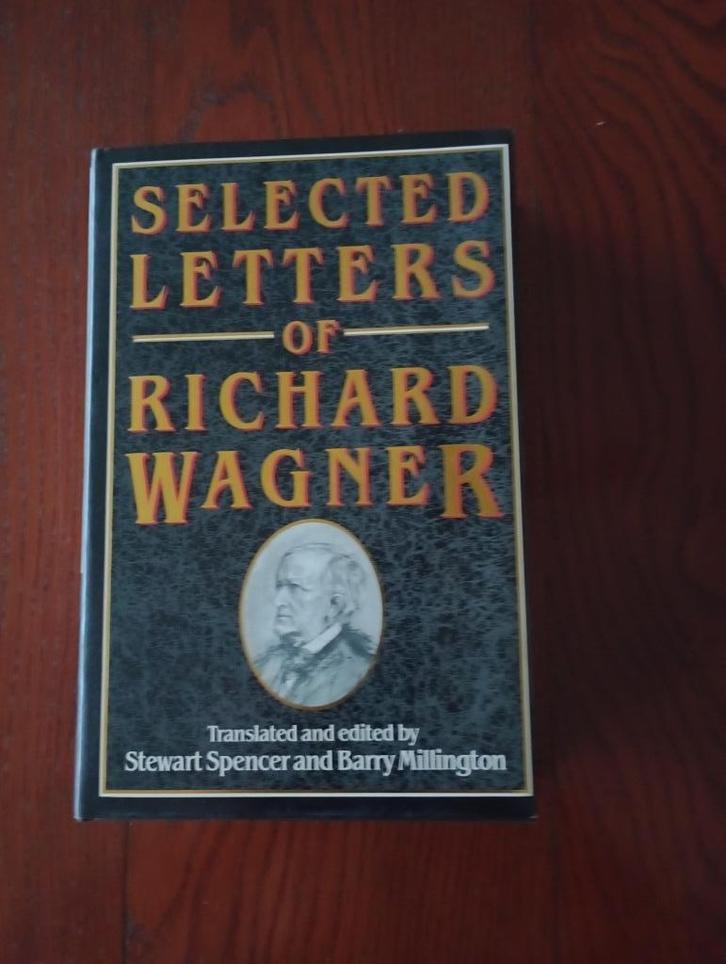 SELECTED
LETTERS
OF
RICHARD
WAGNER
Translated and edited by
Stewart Spencer and Barry Millington